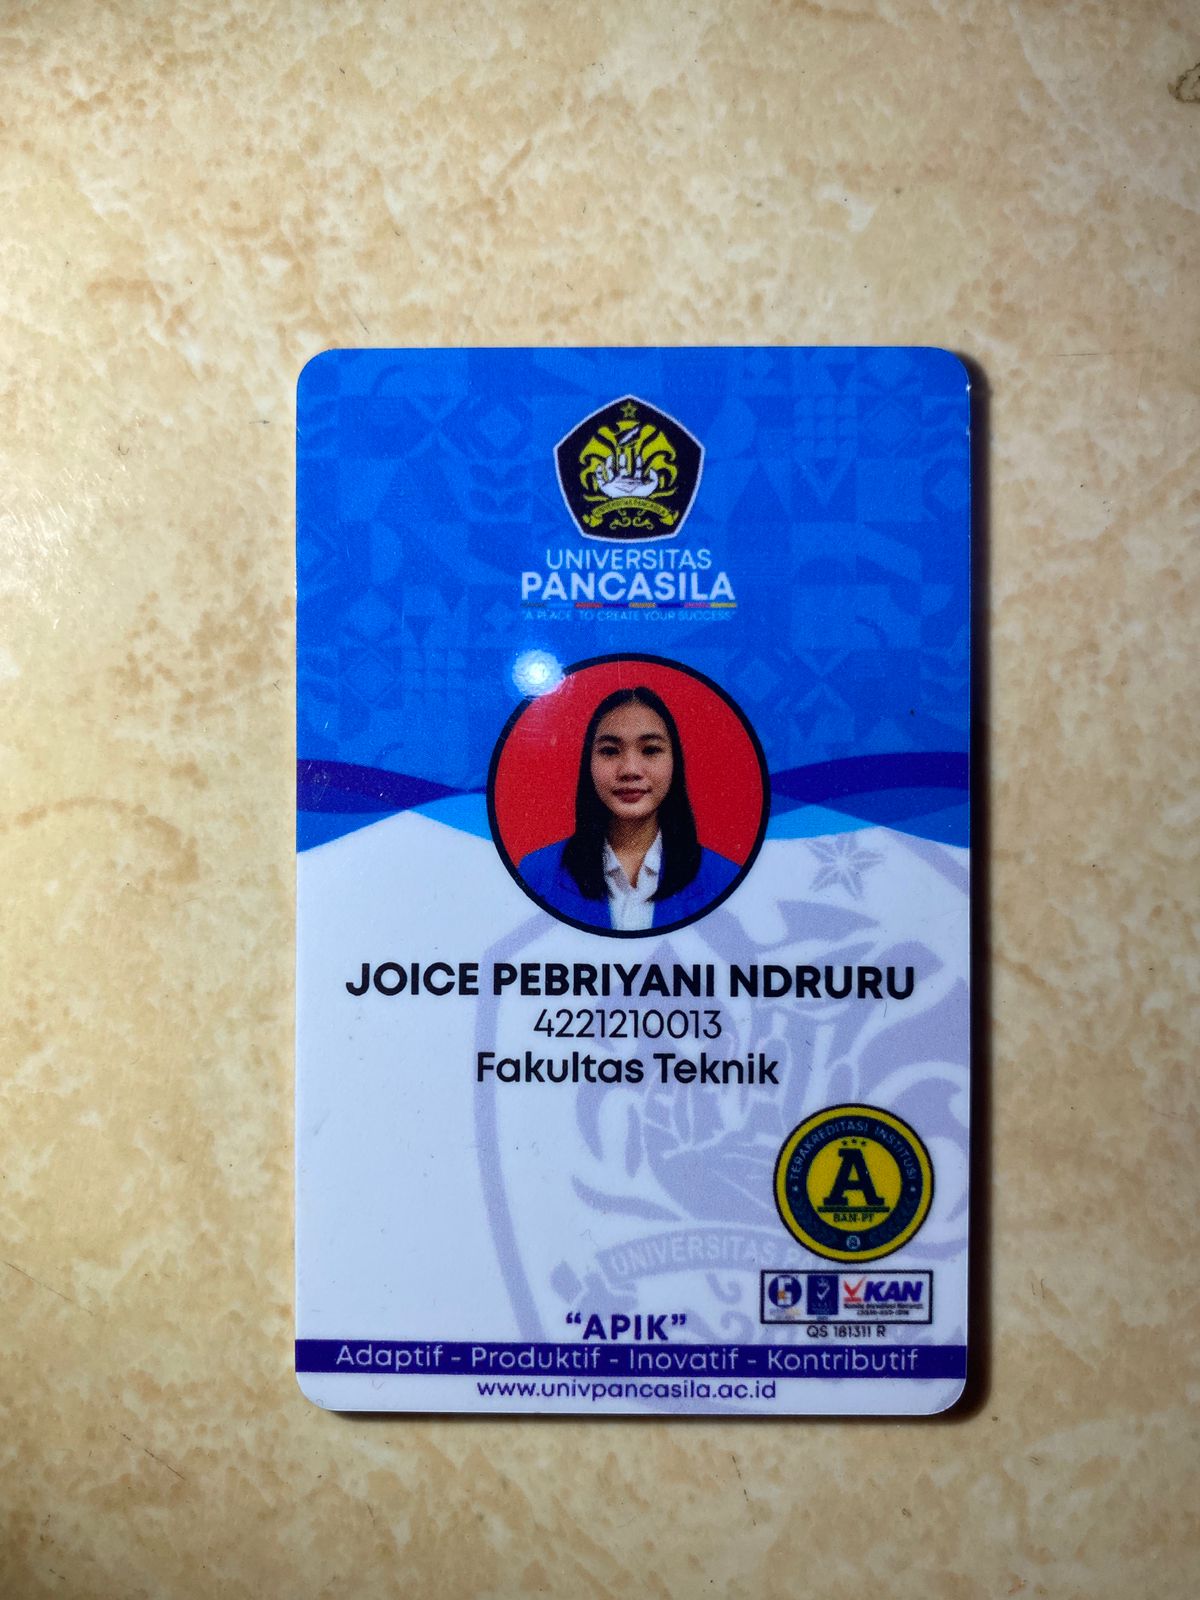 UNIVERSITAS
PANCASILA
"A PLACE TO CREATE YOUR SUCCESS"
JOICE PEBRIYANI NDRURU
4221210013
Fakultas Teknik
TERAKREDITASI INSTITUSI
A
BAN-PT
UNIVERSITAS P
KAN
QS 181311 R
“APIK”
Adaptif - Produktif - Inovatif - Kontributif
www.univpancasila.ac.id